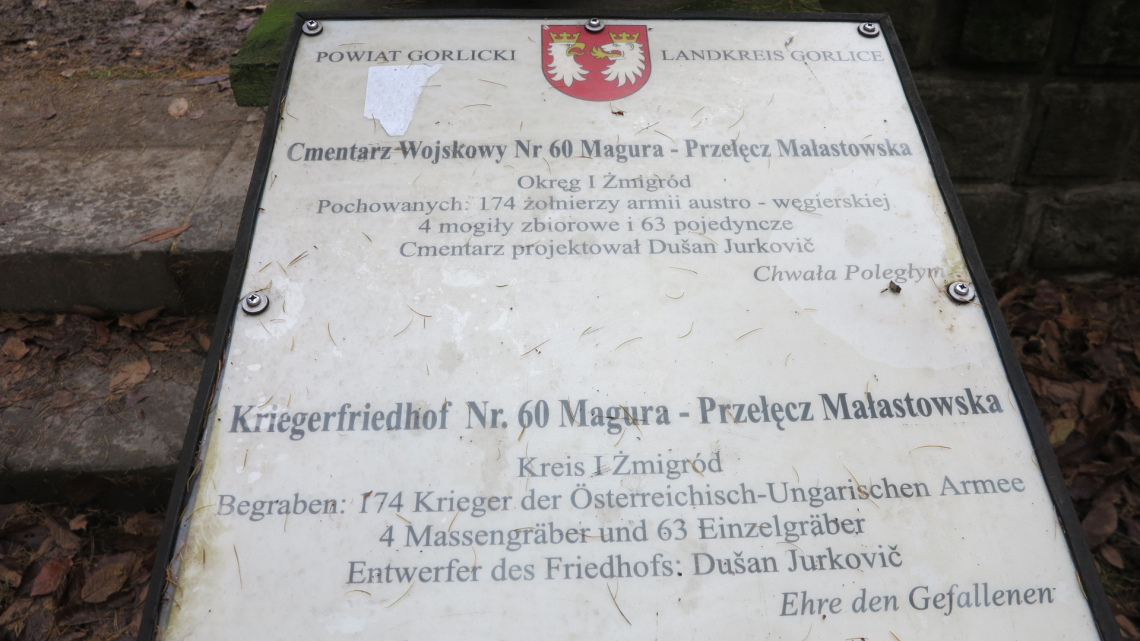 POWIAT GORLICKI LANDKREIS GORLICE
Cmentarz Wojskowy Nr 60 Magura - Przełęcz Małastowska
Okręg I Żmigród
Pochowanych: 174 żołnierzy armii austro - węgierskiej
4 mogiły zbiorowe i 63 pojedyncze
Cmentarz projektował Dušan Jurkovič
Chwała Poległym
Kriegerfriedhof Nr. 60 Magura - Przełęcz Małastowska
Kreis I Żmigród
Begraben: 174 Krieger der Österreichisch-Ungarischen Armee
4 Massengräber und 63 Einzelgräber
Entwerfer des Friedhofs: Dušan Jurkovič
Ehre den Gefallenen